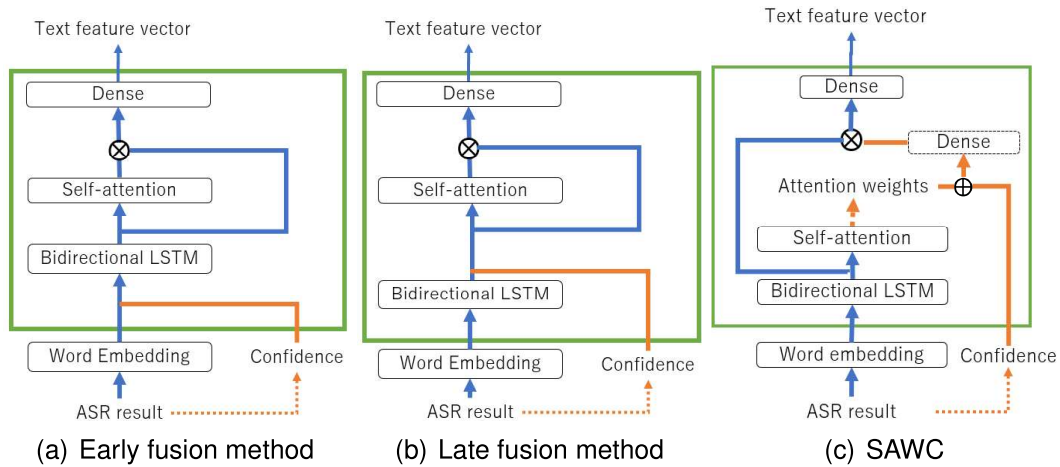 Text feature vector
Dense
Self-attention
Bidirectional LSTM
Word Embedding
Confidence
ASR result
(a) Early fusion method
Text feature vector
Dense
Self-attention
Bidirectional LSTM
Word Embedding
Confidence
ASR result
(b) Late fusion method
Text feature vector
Dense
Dense
Attention weights
Self-attention
Bidirectional LSTM
Word embedding
Confidence
ASR result
(c) SAWC